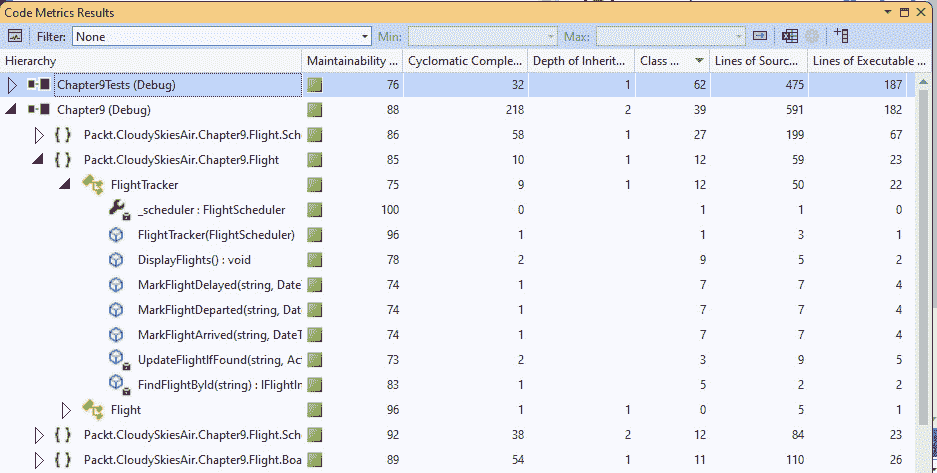 Code Metrics Results
Filter: None Min: Max:
Hierarchy Maintainability ... Cyclomatic Comple... Depth of Inherit... Class ... Lines of Sourc... Lines of Executable ...
Chapter9Tests (Debug) 76 32 1 62 475 187
Chapter9 (Debug) 88 218 2 39 591 182
{ } Packt.CloudySkiesAir.Chapter9.Flight.Sch 86 58 1 27 199 67
{ } Packt.CloudySkiesAir.Chapter9.Flight 85 10 1 12 59 23
FlightTracker 75 9 1 12 50 22
_scheduler : FlightScheduler 100 0 1 1 0
FlightTracker(FlightScheduler) 96 1 1 3 1
DisplayFlights() : void 78 2 9 5 2
MarkFlightDelayed(string, DateT 74 1 7 7 4
MarkFlightDeparted(string, Dat 74 1 7 7 4
MarkFlightArrived(string, DateT 74 1 7 7 4
UpdateFlightIfFound(string, Ac 73 2 3 9 5
FindFlightById(string) : IFlightIn 83 1 5 2 2
Flight 96 1 1 0 5 1
{ } Packt.CloudySkiesAir.Chapter9.Flight.Sch 92 38 2 12 84 23
{ } Packt.CloudySkiesAir.Chapter9.Flight.Boa 89 54 1 11 110 26